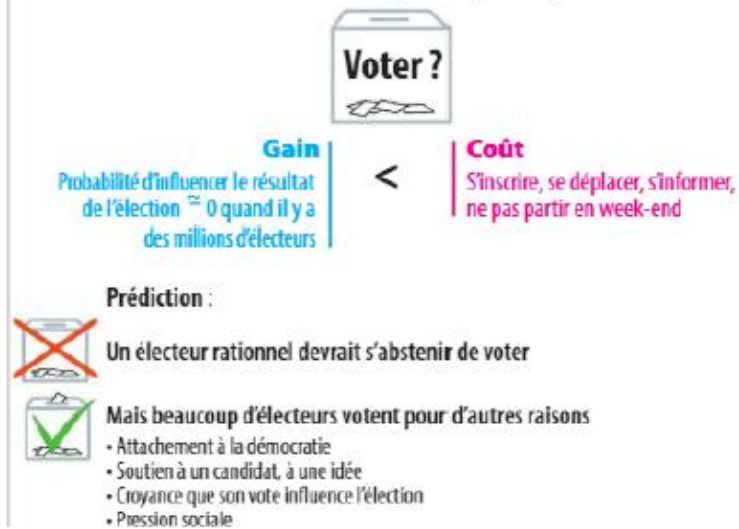 Voter ?
Gain
Probabilité d'influencer le résultat
de l'élection ≃ 0 quand il y a
des millions d'électeurs
<
Coût
S'inscrire, se déplacer, s'informer,
ne pas partir en week-end
Prédiction :
Un électeur rationnel devrait s'abstenir de voter
Mais beaucoup d'électeurs votent pour d'autres raisons
• Attachement à la démocratie
• Soutien à un candidat, à une idée
• Croyance que son vote influence l'élection
• Pression sociale